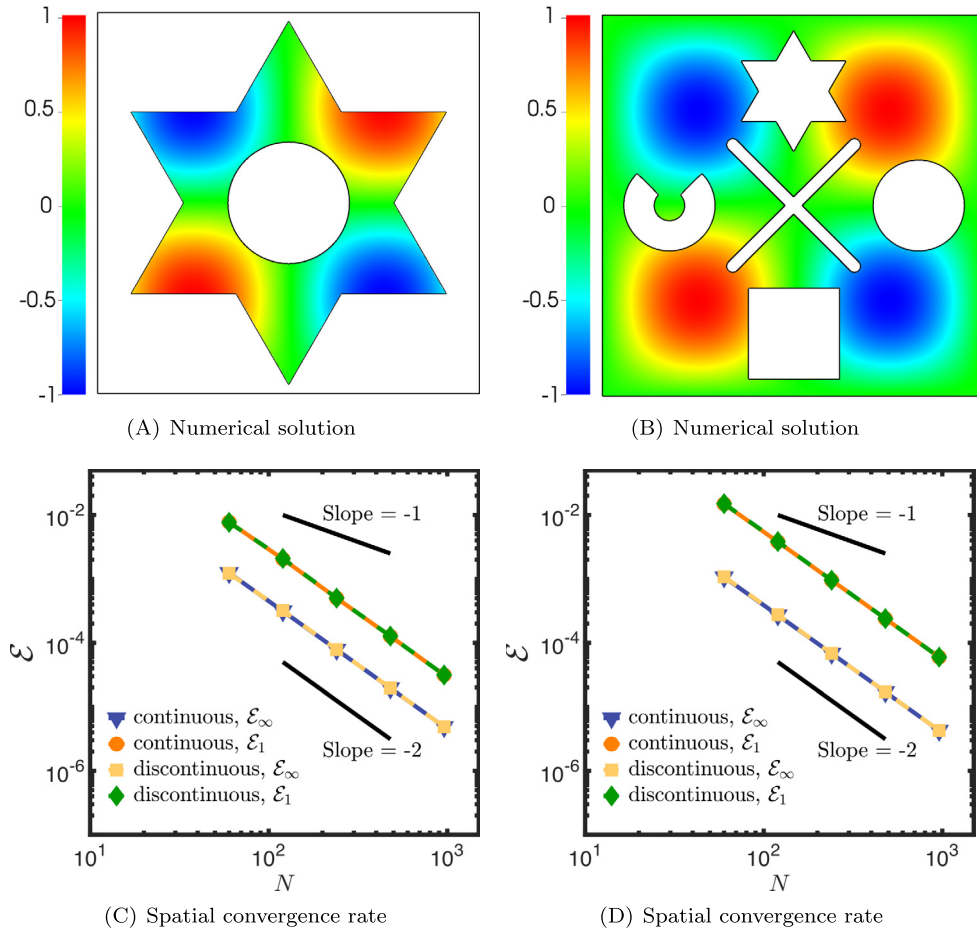 1
0.5
0
-0.5
-1
(A) Numerical solution
1
0.5
0
-0.5
-1
(B) Numerical solution
10⁻²
10⁻⁴
10⁻⁶
ℰ
Slope = -1
continuous, ℰ∞
continuous, ℰ₁
discontinuous, ℰ∞
discontinuous, ℰ₁
Slope = -2
10¹
10²
10³
N
(C) Spatial convergence rate
10⁻²
10⁻⁴
10⁻⁶
ℰ
Slope = -1
continuous, ℰ∞
continuous, ℰ₁
discontinuous, ℰ∞
discontinuous, ℰ₁
Slope = -2
10¹
10²
10³
N
(D) Spatial convergence rate